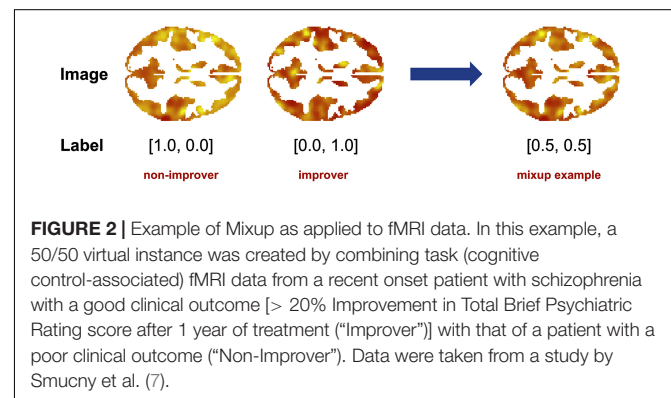 Image
Label
[1.0, 0.0] [0.0, 1.0] [0.5, 0.5]
non-improver improver mixup example
FIGURE 2 | Example of Mixup as applied to fMRI data. In this example, a
50/50 virtual instance was created by combining task (cognitive
control-associated) fMRI data from a recent onset patient with schizophrenia
with a good clinical outcome [> 20% Improvement in Total Brief Psychiatric
Rating score after 1 year of treatment (“Improver”)] with that of a patient with a
poor clinical outcome (“Non-Improver”). Data were taken from a study by
Smucny et al. (7).